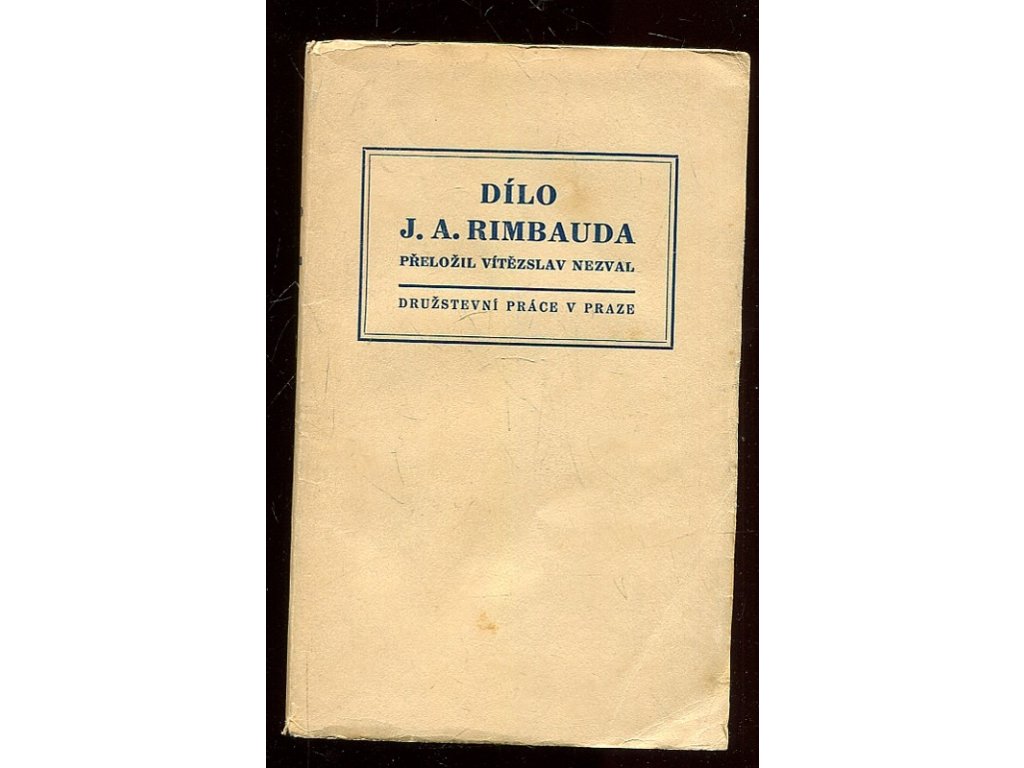 DÍLO
J. A. RIMBAUDA
PŘELOŽIL VÍTĚZSLAV NEZVAL
DRUŽSTEVNÍ PRÁCE V PRAZE